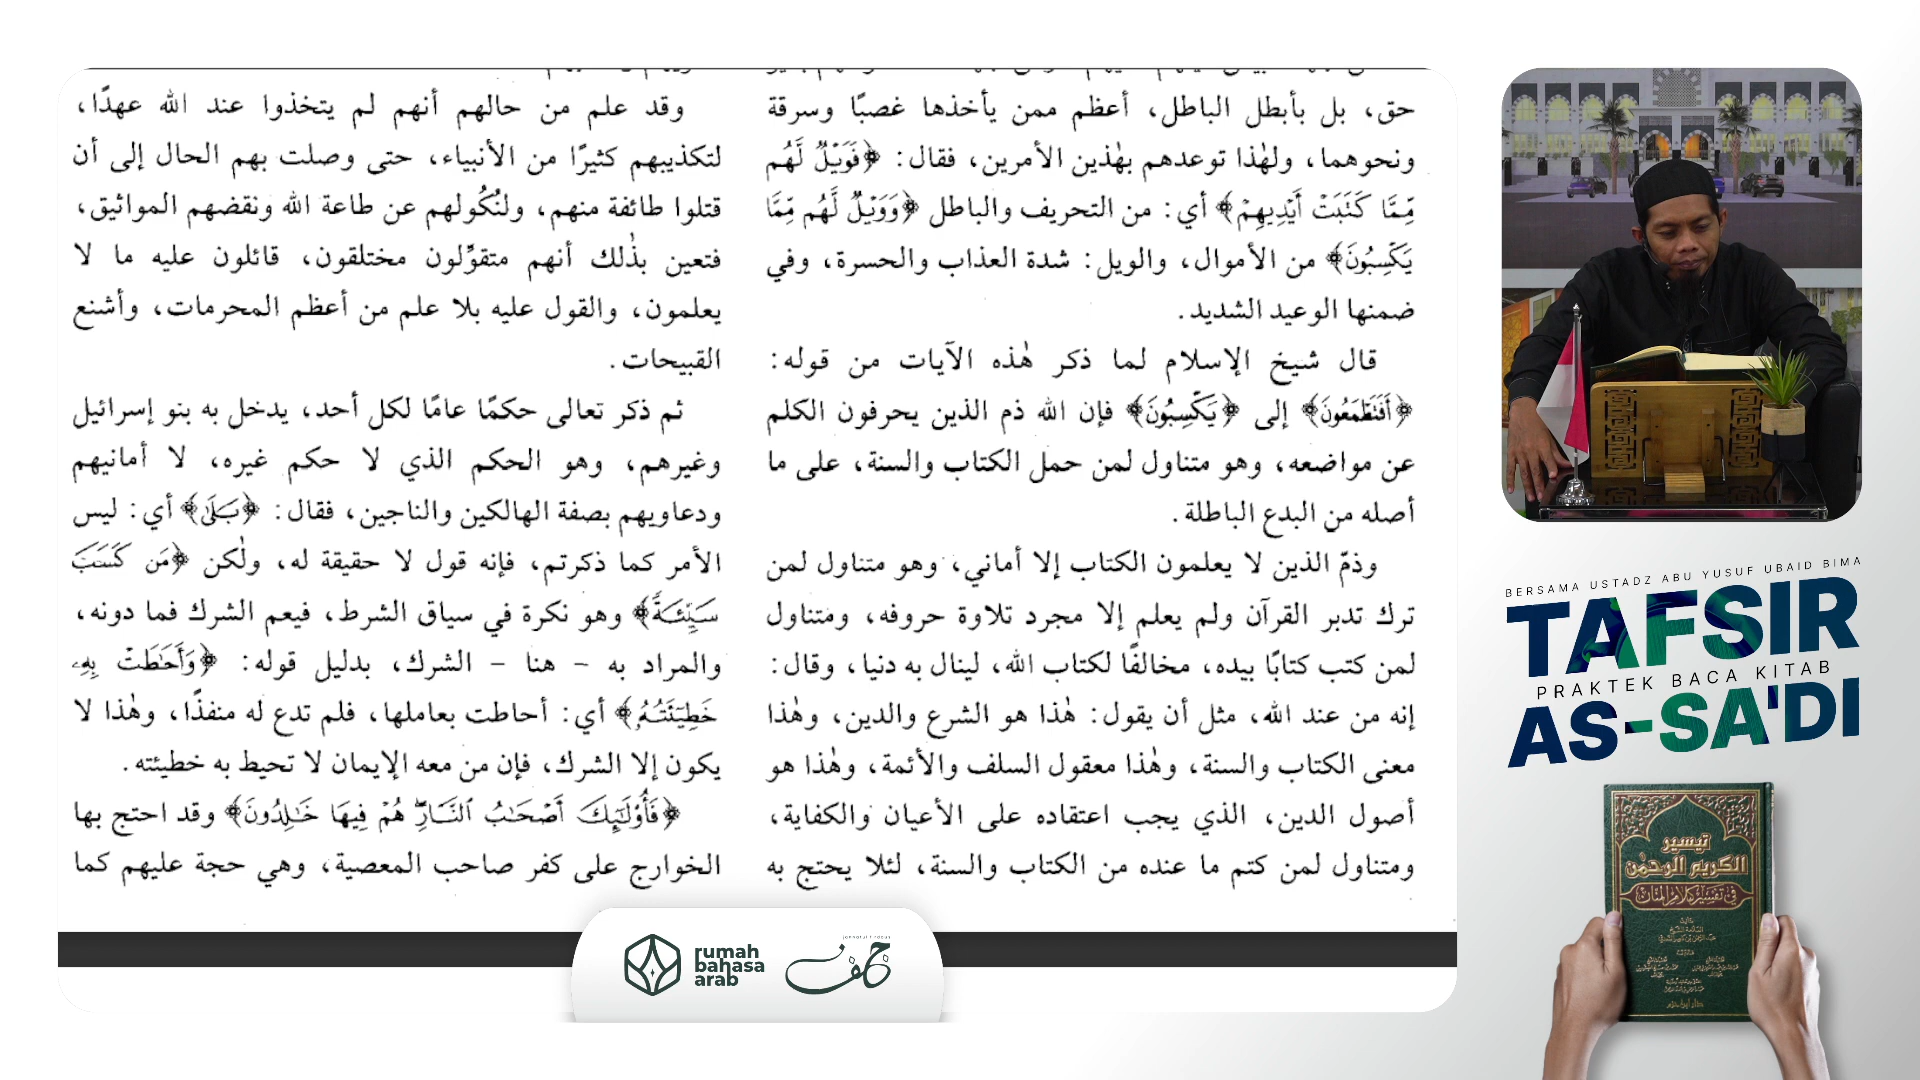 حق، بل بأبطل الباطل، أعظم ممن يأخذها غصبًا وسرقة
ونحوهما، ولهٰذا توعدهم بهٰذين الأمرين، فقال: ﴿فَوَيْلٌ لَّهُم
مِّمَّا كَتَبَتْ أَيْدِيهِمْ﴾ أي: من التحريف والباطل ﴿وَوَيْلٌ لَّهُم مِّمَّا
يَكْسِبُونَ﴾ من الأموال، والويل: شدة العذاب والحسرة، وفي
ضمنها الوعيد الشديد.
قال شيخ الإسلام لما ذكر هٰذه الآيات من قوله:
﴿أَفَتَطْمَعُونَ﴾ إلى ﴿يَكْسِبُونَ﴾ فإن الله ذم الذين يحرفون الكلم
عن مواضعه، وهو متناول لمن حمل الكتاب والسنة، على ما
أصله من البدع الباطلة.
وذمّ الذين لا يعلمون الكتاب إلا أماني، وهو متناول لمن
ترك تدبر القرآن ولم يعلم إلا مجرد تلاوة حروفه، ومتناول
لمن كتب كتابًا بيده، مخالفًا لكتاب الله، لينال به دنيا، وقال:
إنه من عند الله، مثل أن يقول: هٰذا هو الشرع والدين، وهٰذا
معنى الكتاب والسنة، وهٰذا معقول السلف والأئمة، وهٰذا هو
أصول الدين، الذي يجب اعتقاده على الأعيان والكفاية،
ومتناول لمن كتم ما عنده من الكتاب والسنة، لئلا يحتج به
وقد علم من حالهم أنهم لم يتخذوا عند الله عهدًا،
لتكذيبهم كثيرًا من الأنبياء، حتى وصلت بهم الحال إلى أن
قتلوا طائفة منهم، ولنُكُولهم عن طاعة الله ونقضهم المواثيق،
فتعين بذٰلك أنهم متقوِّلون مختلقون، قائلون عليه ما لا
يعلمون، والقول عليه بلا علم من أعظم المحرمات، وأشنع
القبيحات.
ثم ذكر تعالى حكمًا عامًا لكل أحد، يدخل به بنو إسرائيل
وغيرهم، وهو الحكم الذي لا حكم غيره، لا أمانيهم
ودعاويهم بصفة الهالكين والناجين، فقال: ﴿بَلَىٰ﴾ أي: ليس
الأمر كما ذكرتم، فإنه قول لا حقيقة له، ولٰكن ﴿مَن كَسَبَ
سَيِّئَةً﴾ وهو نكرة في سياق الشرط، فيعم الشرك فما دونه،
والمراد به - هنا - الشرك، بدليل قوله: ﴿وَأَحَٰطَتْ بِهِۦ
خَطِيٓـَٔتُهُۥ﴾ أي: أحاطت بعاملها، فلم تدع له منفذًا، وهٰذا لا
يكون إلا الشرك، فإن من معه الإيمان لا تحيط به خطيئته.
﴿فَأُو۟لَٰٓئِكَ أَصْحَٰبُ ٱلنَّارِ هُمْ فِيهَا خَٰلِدُونَ﴾ وقد احتج بها
الخوارج على كفر صاحب المعصية، وهي حجة عليهم كما
rumah
bahasa
arab
BERSAMA USTADZ ABU YUSUF UBAID BIMA
TAFSIR
PRAKTEK BACA KITAB
AS-SA'DI
تيسير
الكريم الرحمٰن
في تفسير كلام المنان